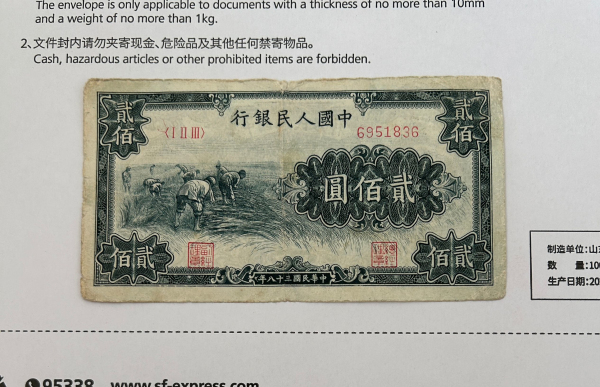 The envelope is only applicable to documents with a thickness of no more than 10mm
and a weight of no more than 1kg.
2、文件封内请勿夹寄现金、危险品及其他任何禁寄物品。
Cash, hazardous articles or other prohibited items are forbidden.
貳佰
行銀民人國中
貳佰
〈I II III〉
6951836
圓佰貳
佰貳
佰貳
年八十三國民華中
制造单位:山
数 量:10
生产日期:20
95338 www.sf-express.com